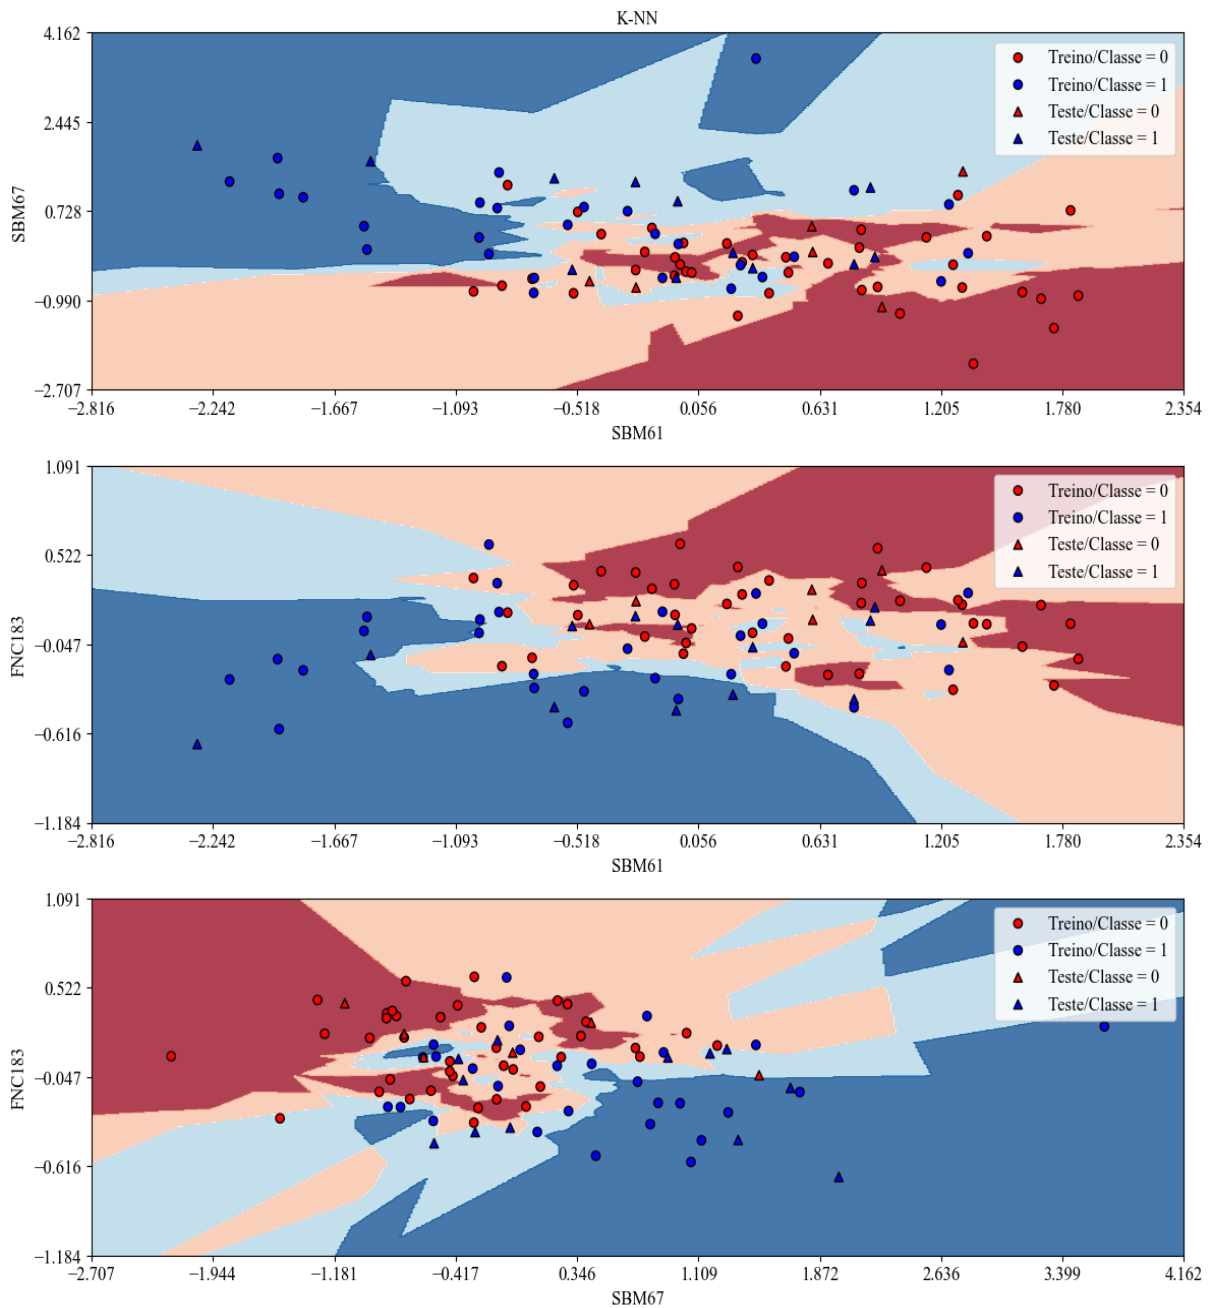 K-NN
4.162
2.445
0.728
−0.990
−2.707
SBM67
Treino/Classe = 0
Treino/Classe = 1
Teste/Classe = 0
Teste/Classe = 1
−2.816 −2.242 −1.667 −1.093 −0.518 0.056 0.631 1.205 1.780 2.354
SBM61
1.091
0.522
−0.047
−0.616
−1.184
FNC183
Treino/Classe = 0
Treino/Classe = 1
Teste/Classe = 0
Teste/Classe = 1
−2.816 −2.242 −1.667 −1.093 −0.518 0.056 0.631 1.205 1.780 2.354
SBM61
1.091
0.522
−0.047
−0.616
−1.184
FNC183
Treino/Classe = 0
Treino/Classe = 1
Teste/Classe = 0
Teste/Classe = 1
−2.707 −1.944 −1.181 −0.417 0.346 1.109 1.872 2.636 3.399 4.162
SBM67